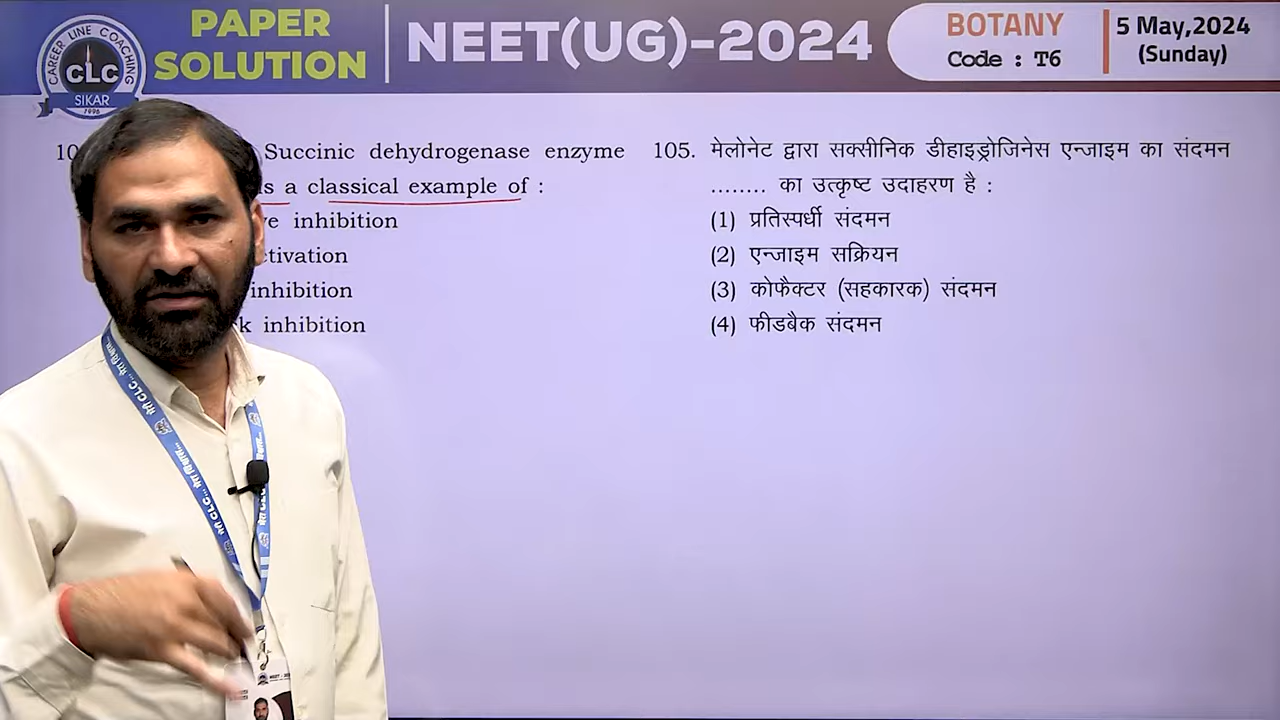 CAREER LINE COACHING
CLC
SIKAR
1996
PAPER
SOLUTION
NEET(UG)-2024
BOTANY
Code : T6
5 May,2024
(Sunday)
Succinic dehydrogenase enzyme
is a classical example of :
inhibition
inhibition
inhibition
105. मेलोनेट द्वारा सक्सीनिक डीहाइड्रोजिनेस एन्जाइम का संदमन
........ का उत्कृष्ट उदाहरण है :
(1) प्रतिस्पर्धी संदमन
(2) एन्जाइम सक्रियन
(3) कोफैक्टर (सहकारक) संदमन
(4) फीडबैक संदमन